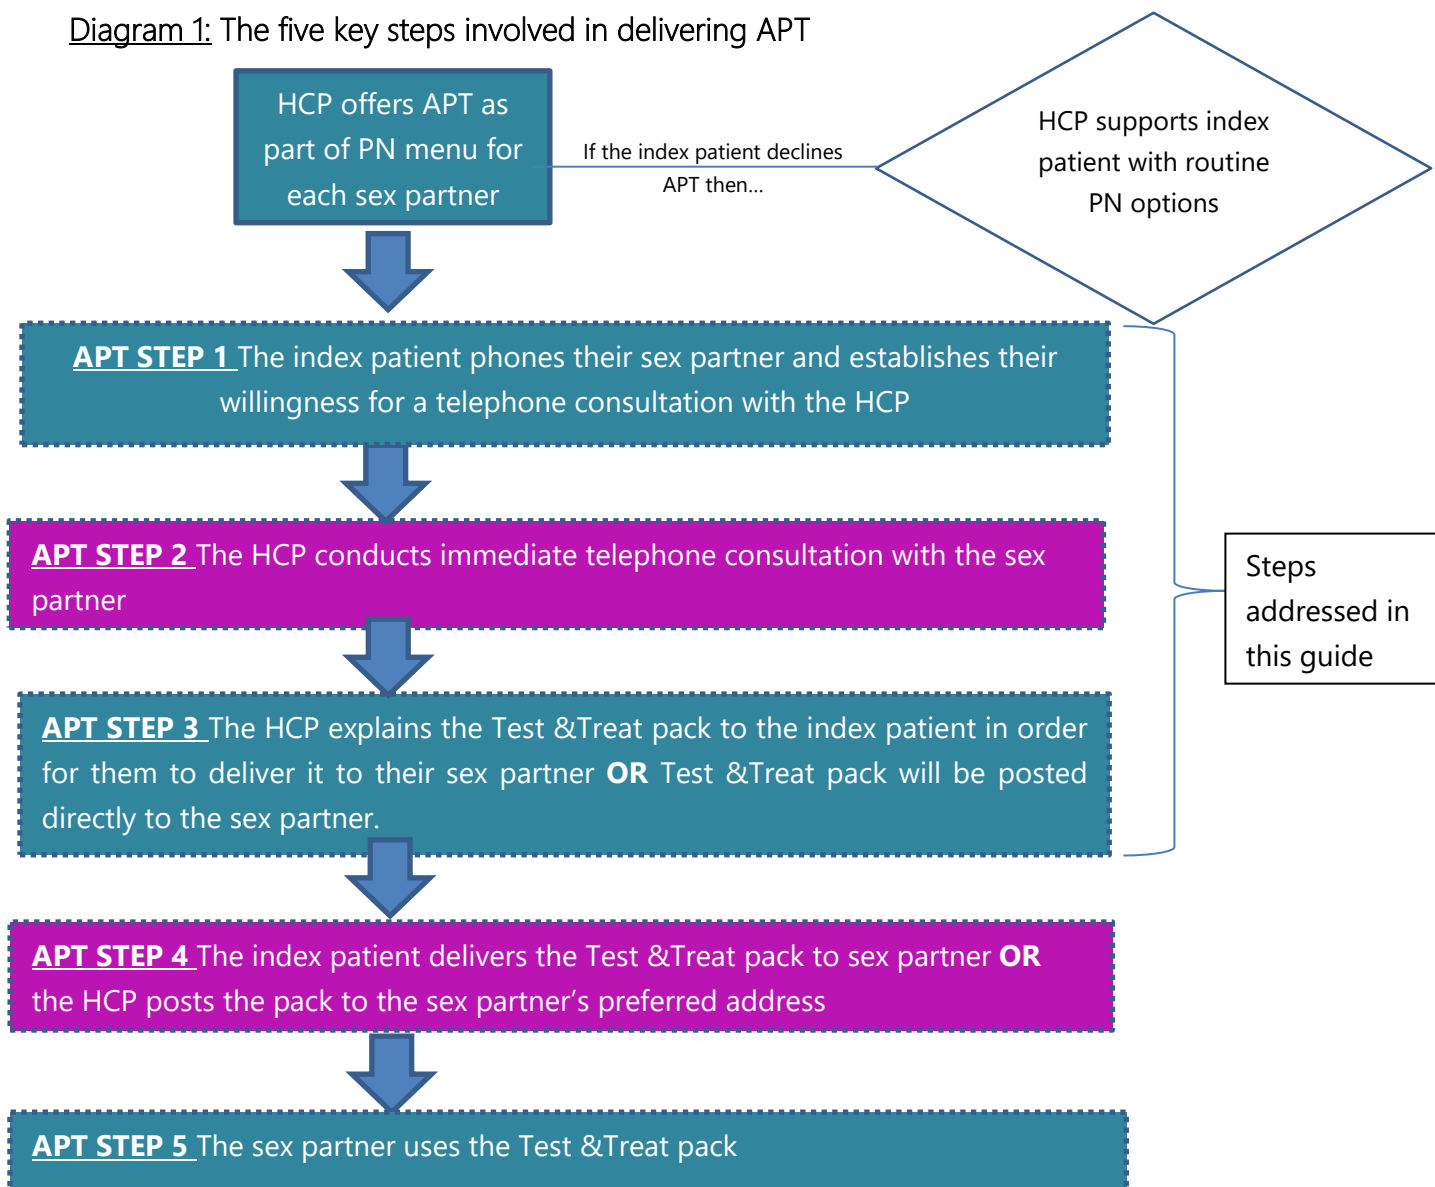 Diagram 1: The five key steps involved in delivering APT
HCP offers APT as
part of PN menu for
each sex partner
If the index patient declines
APT then...
HCP supports index
patient with routine
PN options
APT STEP 1 The index patient phones their sex partner and establishes their
willingness for a telephone consultation with the HCP
APT STEP 2 The HCP conducts immediate telephone consultation with the sex
partner
APT STEP 3 The HCP explains the Test &Treat pack to the index patient in order
for them to deliver it to their sex partner OR Test &Treat pack will be posted
directly to the sex partner.
Steps
addressed in
this guide
APT STEP 4 The index patient delivers the Test &Treat pack to sex partner OR
the HCP posts the pack to the sex partner’s preferred address
APT STEP 5 The sex partner uses the Test &Treat pack